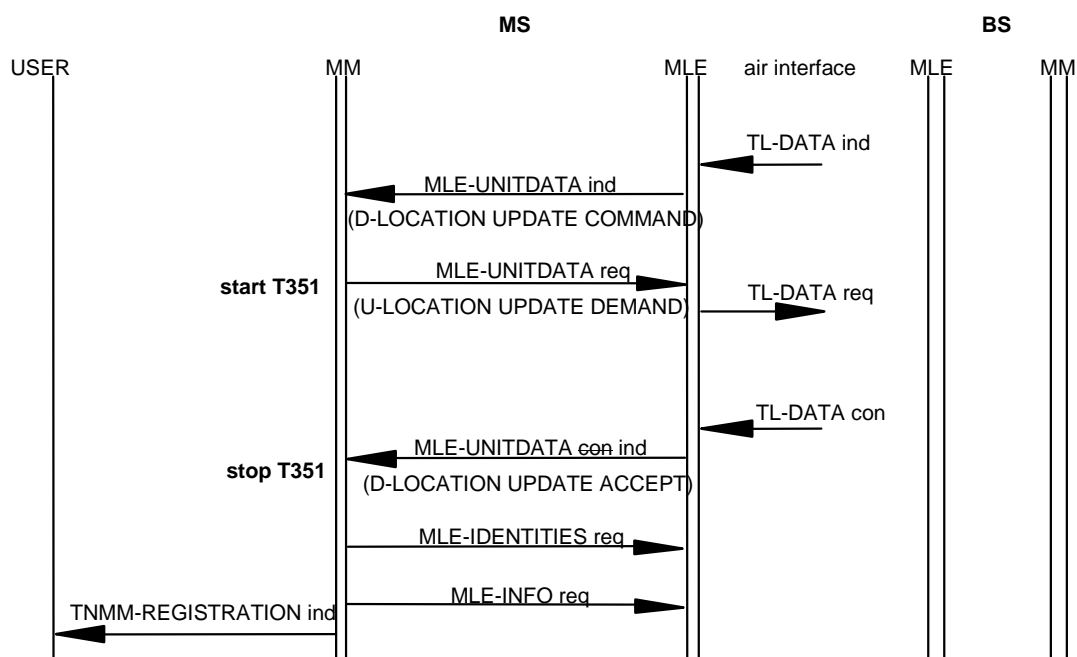 MS BS
USER MM MLE air interface MLE MM
TL-DATA ind
MLE-UNITDATA ind
(D-LOCATION UPDATE COMMAND)
MLE-UNITDATA req
start T351
TL-DATA req
(U-LOCATION UPDATE DEMAND)
TL-DATA con
MLE-UNITDATA con ind
stop T351
(D-LOCATION UPDATE ACCEPT)
MLE-IDENTITIES req
MLE-INFO req
TNMM-REGISTRATION ind